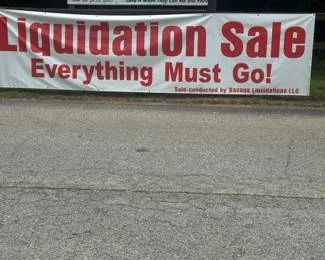 Liquidation Sale
Everything Must Go!
Sale conducted by Savage Liquidations LLC